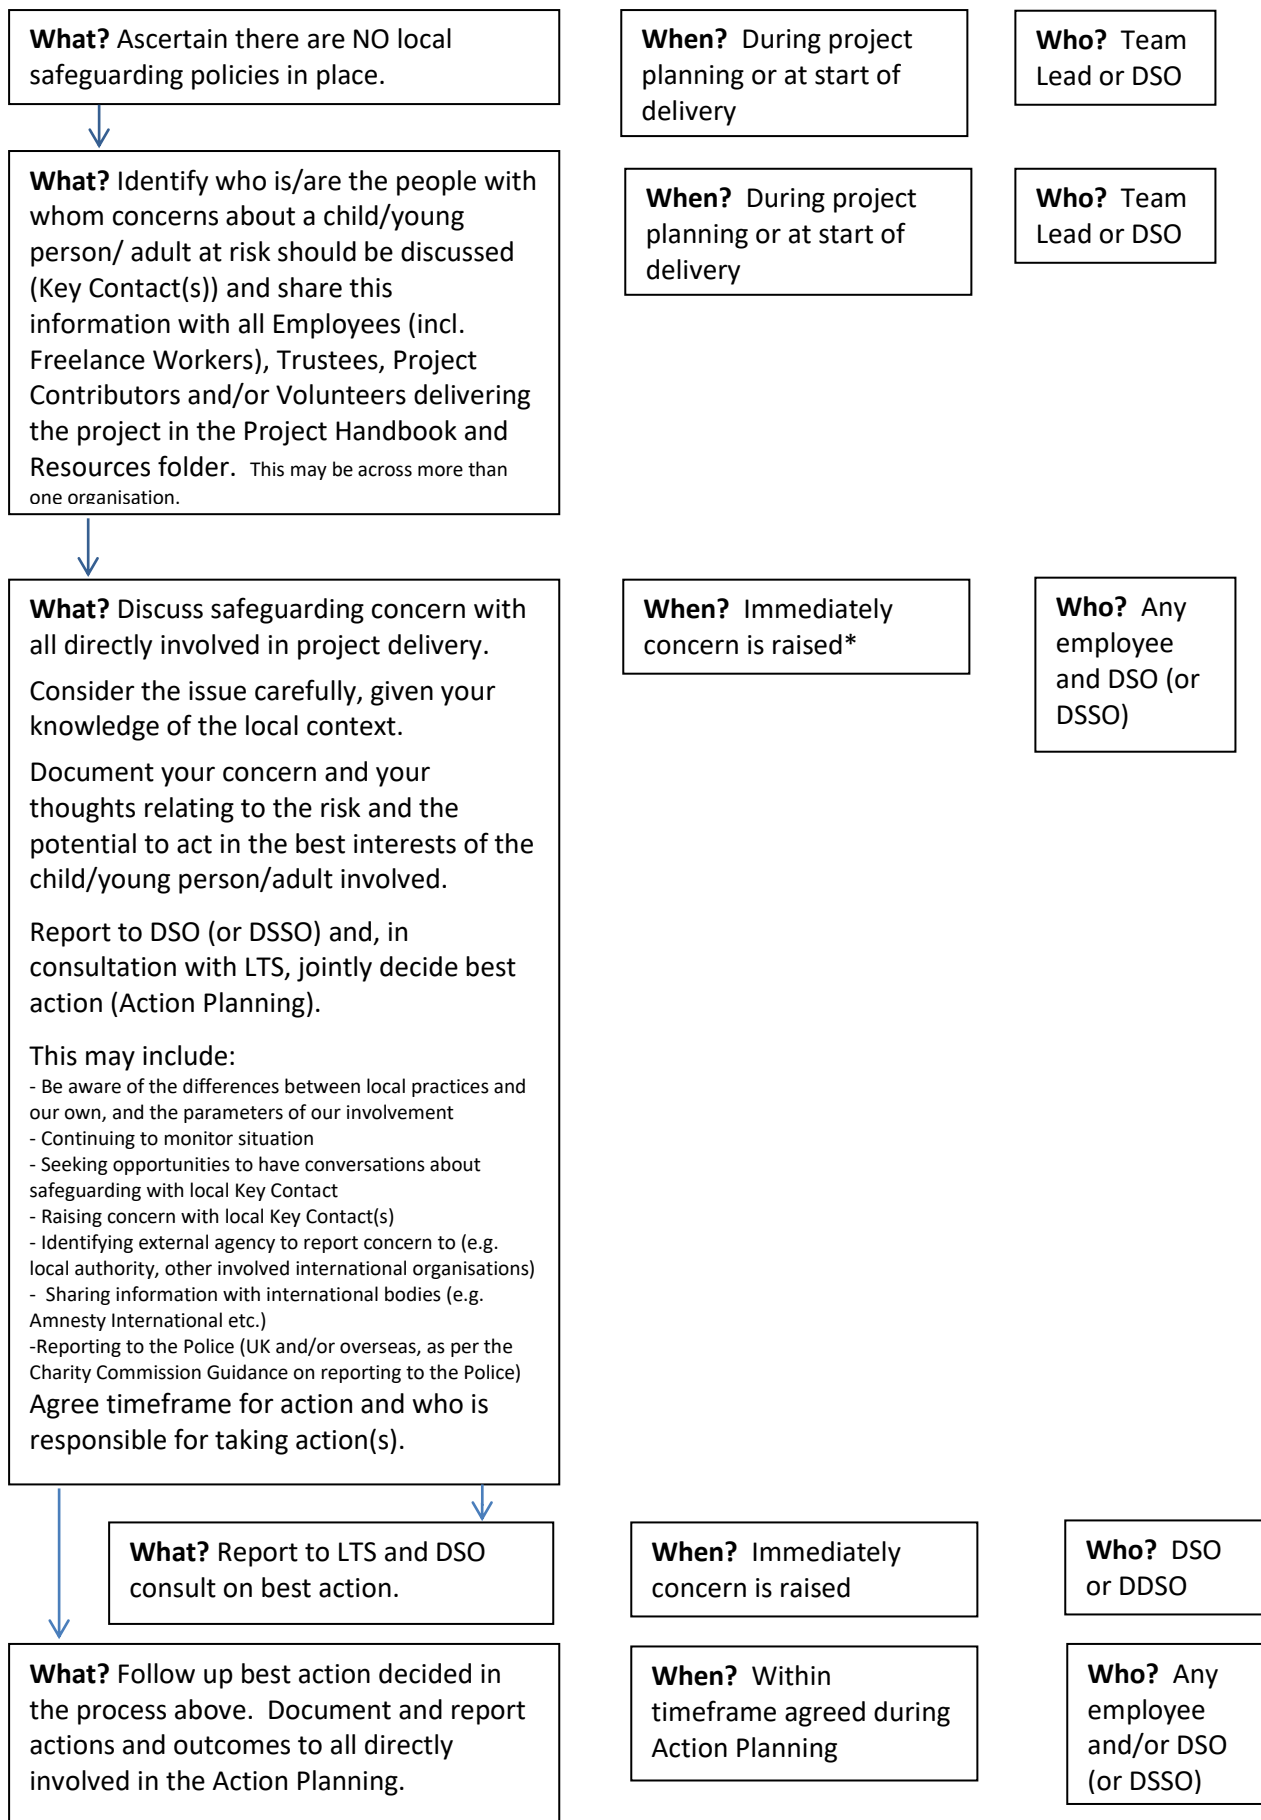 What? Ascertain there are NO local
safeguarding policies in place.
When? During project
planning or at start of
delivery
Who? Team
Lead or DSO
What? Identify who is/are the people with
whom concerns about a child/young
person/ adult at risk should be discussed
(Key Contact(s)) and share this
information with all Employees (incl.
Freelance Workers), Trustees, Project
Contributors and/or Volunteers delivering
the project in the Project Handbook and
Resources folder. This may be across more than
one organisation.
When? During project
planning or at start of
delivery
Who? Team
Lead or DSO
What? Discuss safeguarding concern with
all directly involved in project delivery.
Consider the issue carefully, given your
knowledge of the local context.
Document your concern and your
thoughts relating to the risk and the
potential to act in the best interests of the
child/young person/adult involved.
Report to DSO (or DSSO) and, in
consultation with LTS, jointly decide best
action (Action Planning).
This may include:
- Be aware of the differences between local practices and
our own, and the parameters of our involvement
- Continuing to monitor situation
- Seeking opportunities to have conversations about
safeguarding with local Key Contact
- Raising concern with local Key Contact(s)
- Identifying external agency to report concern to (e.g.
local authority, other involved international organisations)
- Sharing information with international bodies (e.g.
Amnesty International etc.)
-Reporting to the Police (UK and/or overseas, as per the
Charity Commission Guidance on reporting to the Police)
Agree timeframe for action and who is
responsible for taking action(s).
When? Immediately
concern is raised*
Who? Any
employee
and DSO (or
DSSO)
What? Report to LTS and DSO
consult on best action.
When? Immediately
concern is raised
Who? DSO
or DDSO
What? Follow up best action decided in
the process above. Document and report
actions and outcomes to all directly
involved in the Action Planning.
When? Within
timeframe agreed during
Action Planning
Who? Any
employee
and/or DSO
(or DSSO)